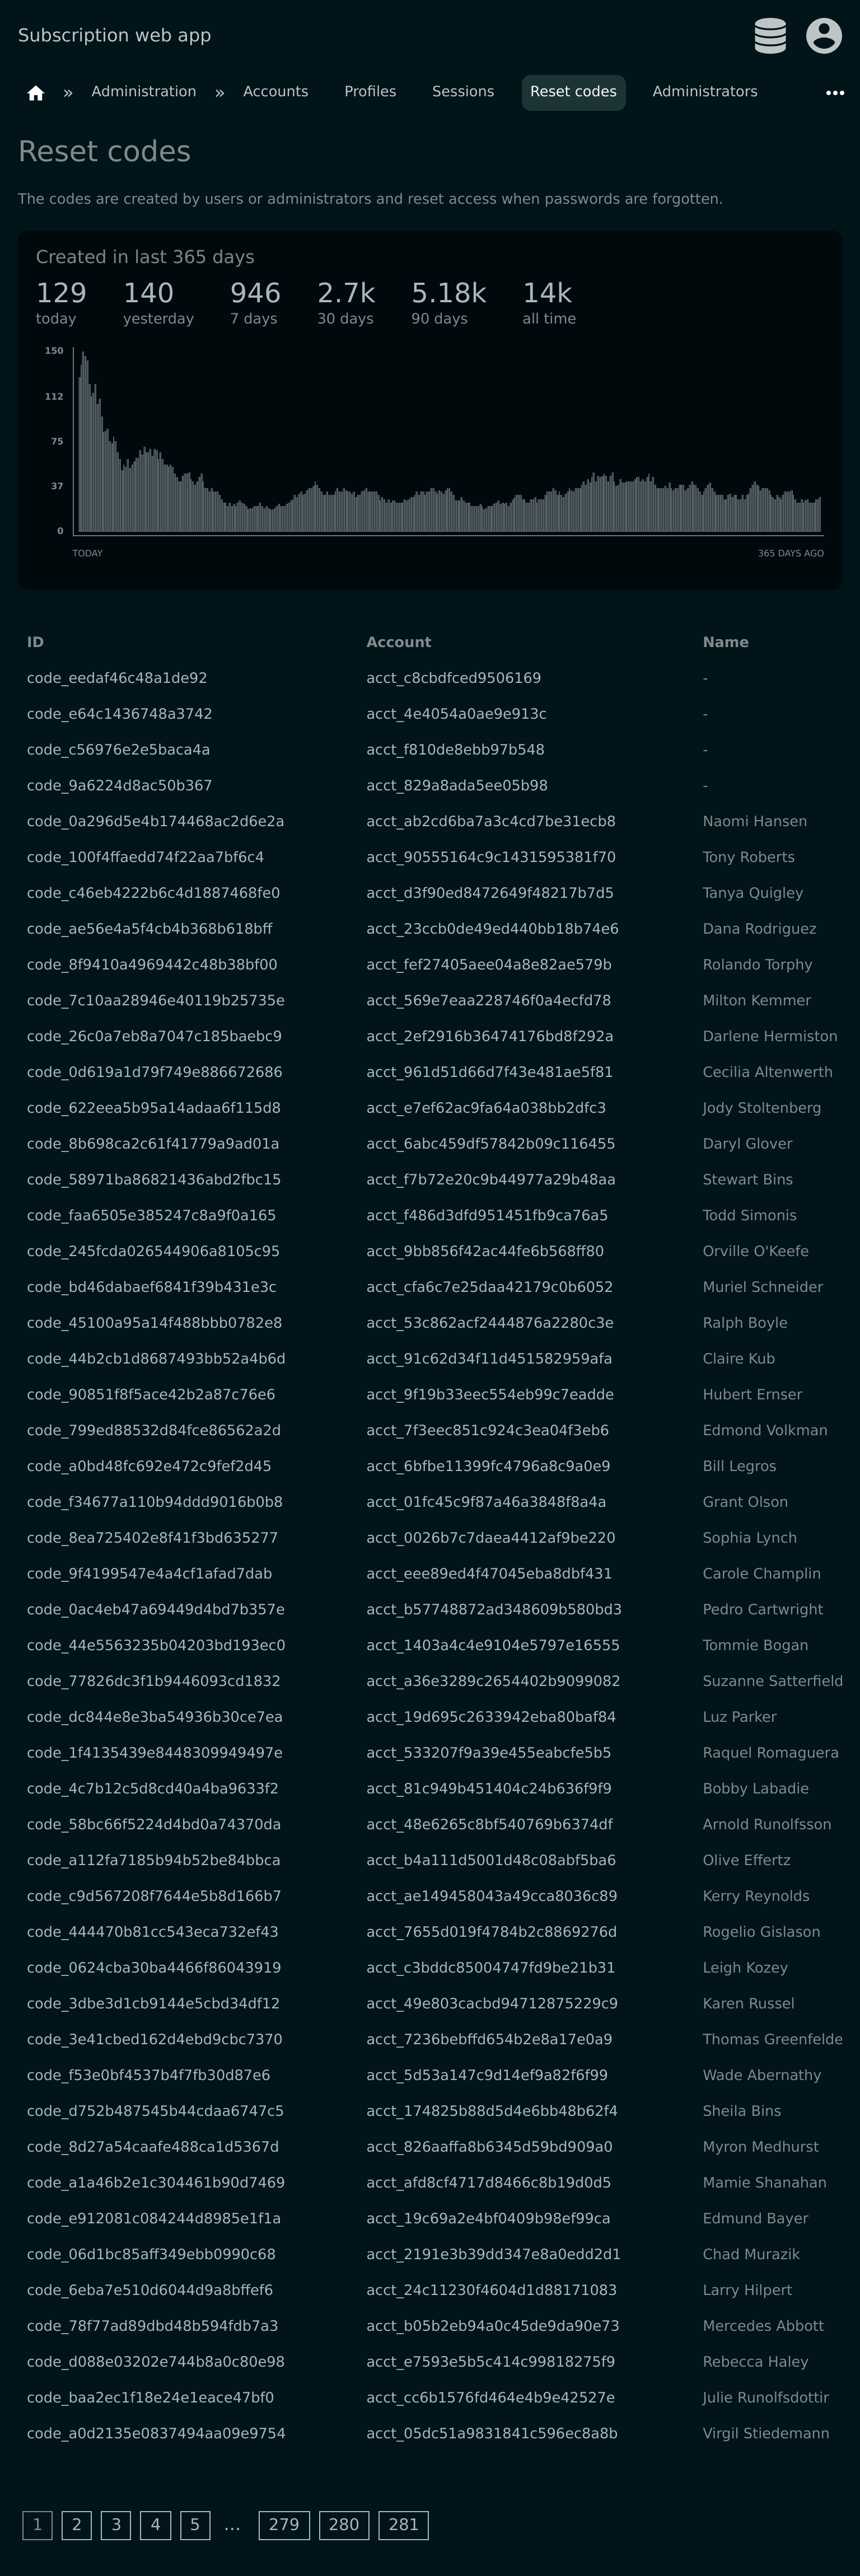 Subscription web app
» Administration » Accounts Profiles Sessions Reset codes Administrators •••
Reset codes
The codes are created by users or administrators and reset access when passwords are forgotten.
Created in last 365 days
129 140 946 2.7k 5.18k 14k
today yesterday 7 days 30 days 90 days all time
150
112
75
37
0
TODAY 365 DAYS AGO
ID Account Name
code_eedaf46c48a1de92 acct_c8cbdfced9506169 -
code_e64c1436748a3742 acct_4e4054a0ae9e913c -
code_c56976e2e5baca4a acct_f810de8ebb97b548 -
code_9a6224d8ac50b367 acct_829a8ada5ee05b98 -
code_0a296d5e4b174468ac2d6e2a acct_ab2cd6ba7a3c4cd7be31ecb8 Naomi Hansen
code_100f4ffaedd74f22aa7bf6c4 acct_90555164c9c1431595381f70 Tony Roberts
code_c46eb4222b6c4d1887468fe0 acct_d3f90ed8472649f48217b7d5 Tanya Quigley
code_ae56e4a5f4cb4b368b618bff acct_23ccb0de49ed440bb18b74e6 Dana Rodriguez
code_8f9410a4969442c48b38bf00 acct_fef27405aee04a8e82ae579b Rolando Torphy
code_7c10aa28946e40119b25735e acct_569e7eaa228746f0a4ecfd78 Milton Kemmer
code_26c0a7eb8a7047c185baebc9 acct_2ef2916b36474176bd8f292a Darlene Hermiston
code_0d619a1d79f749e886672686 acct_961d51d66d7f43e481ae5f81 Cecilia Altenwerth
code_622eea5b95a14adaa6f115d8 acct_e7ef62ac9fa64a038bb2dfc3 Jody Stoltenberg
code_8b698ca2c61f41779a9ad01a acct_6abc459df57842b09c116455 Daryl Glover
code_58971ba86821436abd2fbc15 acct_f7b72e20c9b44977a29b48aa Stewart Bins
code_faa6505e385247c8a9f0a165 acct_f486d3dfd951451fb9ca76a5 Todd Simonis
code_245fcda026544906a8105c95 acct_9bb856f42ac44fe6b568ff80 Orville O'Keefe
code_bd46dabaef6841f39b431e3c acct_cfa6c7e25daa42179c0b6052 Muriel Schneider
code_45100a95a14f488bbb0782e8 acct_53c862acf2444876a2280c3e Ralph Boyle
code_44b2cb1d8687493bb52a4b6d acct_91c62d34f11d451582959afa Claire Kub
code_90851f8f5ace42b2a87c76e6 acct_9f19b33eec554eb99c7eadde Hubert Ernser
code_799ed88532d84fce86562a2d acct_7f3eec851c924c3ea04f3eb6 Edmond Volkman
code_a0bd48fc692e472c9fef2d45 acct_6bfbe11399fc4796a8c9a0e9 Bill Legros
code_f34677a110b94ddd9016b0b8 acct_01fc45c9f87a46a3848f8a4a Grant Olson
code_8ea725402e8f41f3bd635277 acct_0026b7c7daea4412af9be220 Sophia Lynch
code_9f4199547e4a4cf1afad7dab acct_eee89ed4f47045eba8dbf431 Carole Champlin
code_0ac4eb47a69449d4bd7b357e acct_b57748872ad348609b580bd3 Pedro Cartwright
code_44e5563235b04203bd193ec0 acct_1403a4c4e9104e5797e16555 Tommie Bogan
code_77826dc3f1b9446093cd1832 acct_a36e3289c2654402b9099082 Suzanne Satterfield
code_dc844e8e3ba54936b30ce7ea acct_19d695c2633942eba80baf84 Luz Parker
code_1f4135439e8448309949497e acct_533207f9a39e455eabcfe5b5 Raquel Romaguera
code_4c7b12c5d8cd40a4ba9633f2 acct_81c949b451404c24b636f9f9 Bobby Labadie
code_58bc66f5224d4bd0a74370da acct_48e6265c8bf540769b6374df Arnold Runolfsson
code_a112fa7185b94b52be84bbca acct_b4a111d5001d48c08abf5ba6 Olive Effertz
code_c9d567208f7644e5b8d166b7 acct_ae149458043a49cca8036c89 Kerry Reynolds
code_444470b81cc543eca732ef43 acct_7655d019f4784b2c8869276d Rogelio Gislason
code_0624cba30ba4466f86043919 acct_c3bddc85004747fd9be21b31 Leigh Kozey
code_3dbe3d1cb9144e5cbd34df12 acct_49e803cacbd94712875229c9 Karen Russel
code_3e41cbed162d4ebd9cbc7370 acct_7236bebffd654b2e8a17e0a9 Thomas Greenfelde
code_f53e0bf4537b4f7fb30d87e6 acct_5d53a147c9d14ef9a82f6f99 Wade Abernathy
code_d752b487545b44cdaa6747c5 acct_174825b88d5d4e6bb48b62f4 Sheila Bins
code_8d27a54caafe488ca1d5367d acct_826aaffa8b6345d59bd909a0 Myron Medhurst
code_a1a46b2e1c304461b90d7469 acct_afd8cf4717d8466c8b19d0d5 Mamie Shanahan
code_e912081c084244d8985e1f1a acct_19c69a2e4bf0409b98ef99ca Edmund Bayer
code_06d1bc85aff349ebb0990c68 acct_2191e3b39dd347e8a0edd2d1 Chad Murazik
code_6eba7e510d6044d9a8bffef6 acct_24c11230f4604d1d88171083 Larry Hilpert
code_78f77ad89dbd48b594fdb7a3 acct_b05b2eb94a0c45de9da90e73 Mercedes Abbott
code_d088e03202e744b8a0c80e98 acct_e7593e5b5c414c99818275f9 Rebecca Haley
code_baa2ec1f18e24e1eace47bf0 acct_cc6b1576fd464e4b9e42527e Julie Runolfsdottir
code_a0d2135e0837494aa09e9754 acct_05dc51a9831841c596ec8a8b Virgil Stiedemann
1 2 3 4 5 … 279 280 281